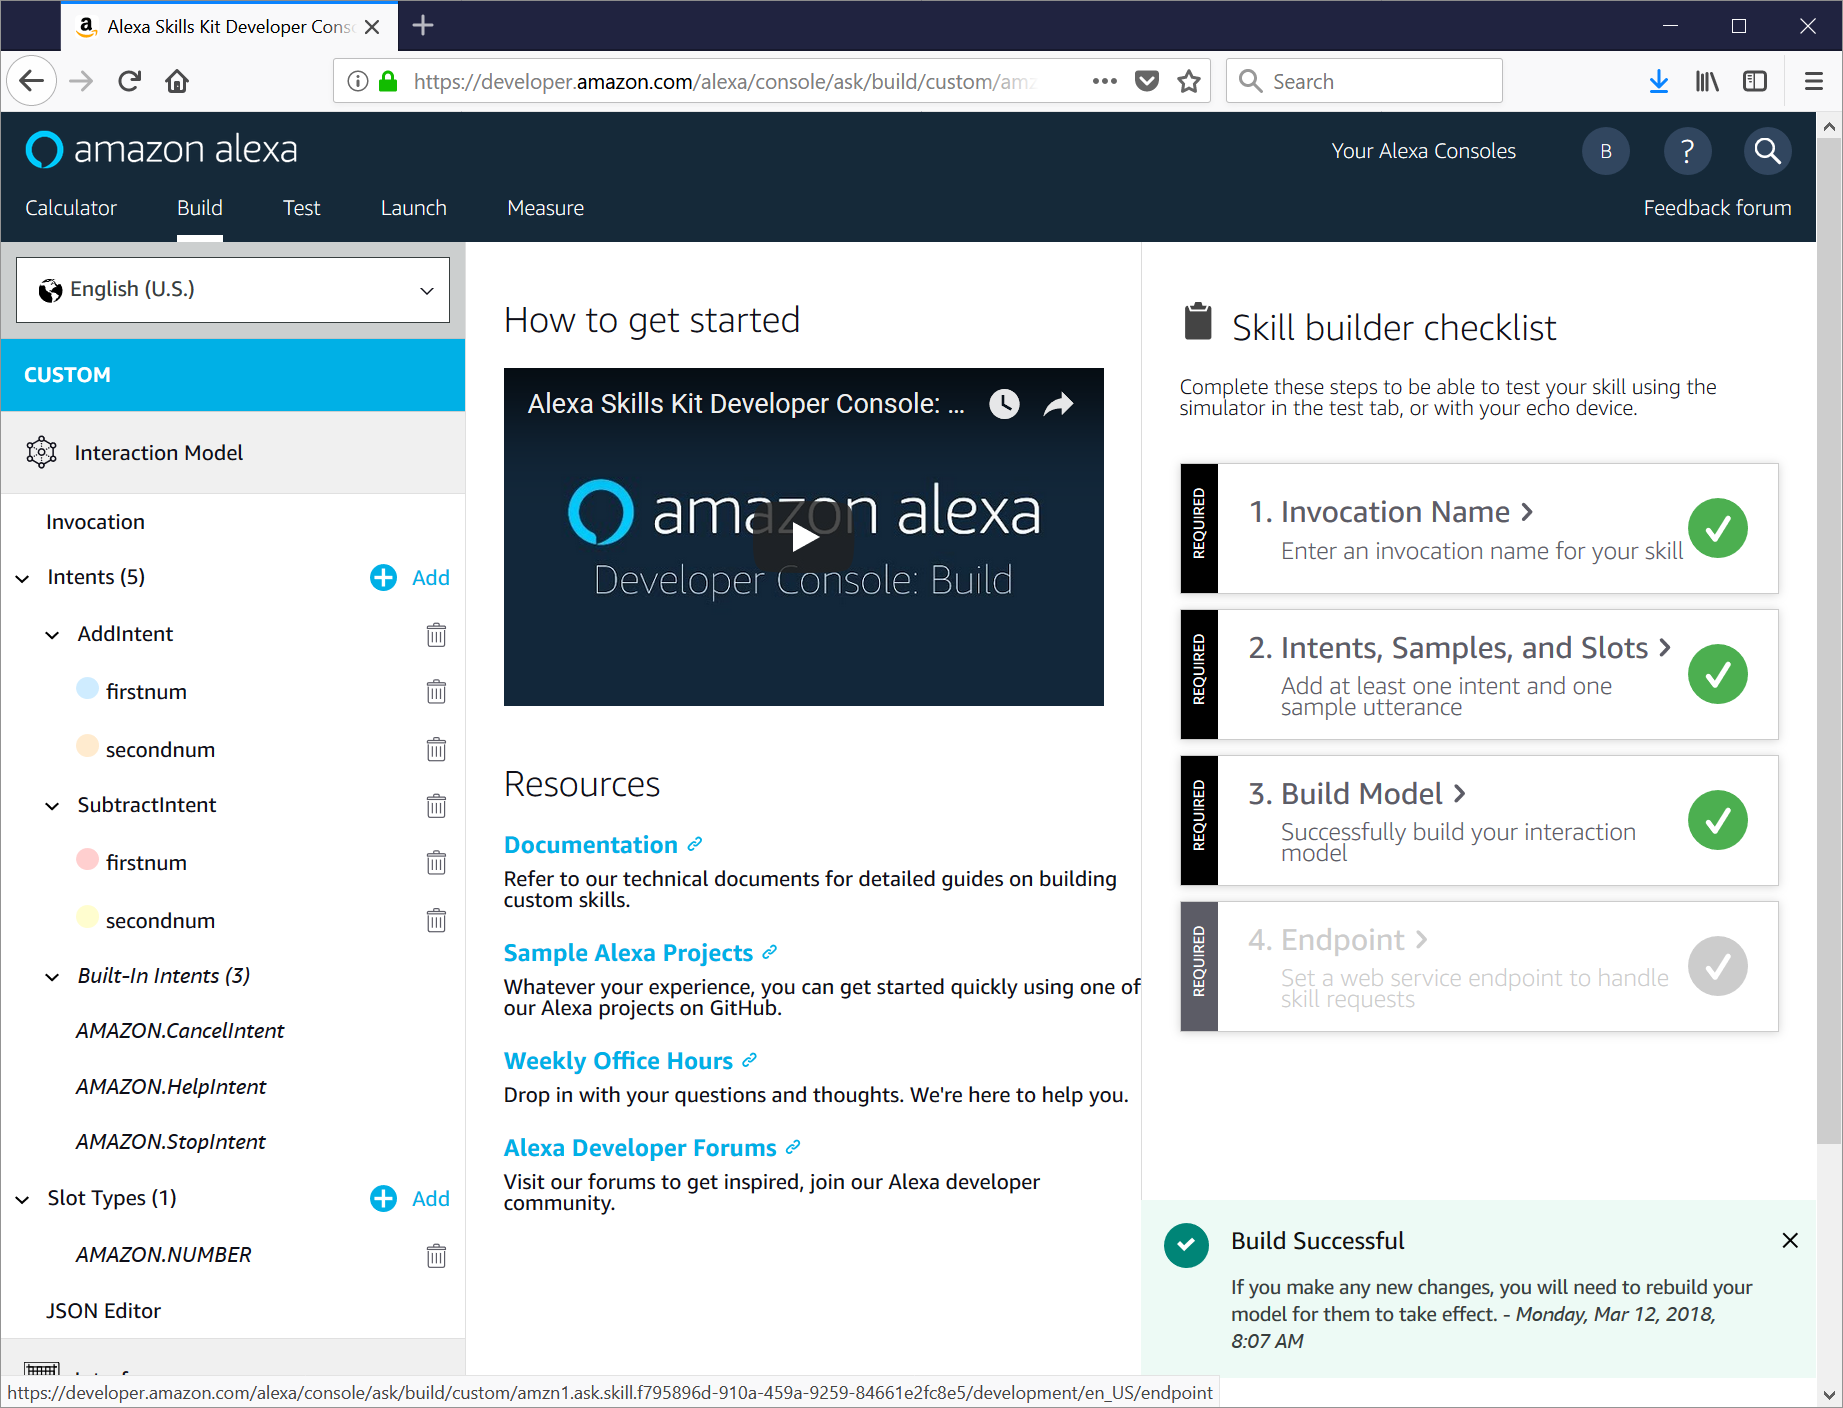 Alexa Skills Kit Developer Cons
https://developer.amazon.com/alexa/console/ask/build/custom/amz
Search
amazon alexa
Your Alexa Consoles
B
?
Calculator
Build
Test
Launch
Measure
Feedback forum
English (U.S.)
CUSTOM
Interaction Model
Invocation
Intents (5)
Add
AddIntent
firstnum
secondnum
SubtractIntent
firstnum
secondnum
Built-In Intents (3)
AMAZON.CancelIntent
AMAZON.HelpIntent
AMAZON.StopIntent
Slot Types (1)
Add
AMAZON.NUMBER
JSON Editor
How to get started
Alexa Skills Kit Developer Console: ...
amazon alexa
Developer Console: Build
Resources
Documentation
Refer to our technical documents for detailed guides on building
custom skills.
Sample Alexa Projects
Whatever your experience, you can get started quickly using one of
our Alexa projects on GitHub.
Weekly Office Hours
Drop in with your questions and thoughts. We're here to help you.
Alexa Developer Forums
Visit our forums to get inspired, join our Alexa developer
community.
Skill builder checklist
Complete these steps to be able to test your skill using the
simulator in the test tab, or with your echo device.
REQUIRED
1. Invocation Name
Enter an invocation name for your skill
REQUIRED
2. Intents, Samples, and Slots
Add at least one intent and one
sample utterance
REQUIRED
3. Build Model
Successfully build your interaction
model
REQUIRED
4. Endpoint
Set a web service endpoint to handle
skill requests
Build Successful
If you make any new changes, you will need to rebuild your
model for them to take effect. - Monday, Mar 12, 2018,
8:07 AM
https://developer.amazon.com/alexa/console/ask/build/custom/amzn1.ask.skill.f795896d-910a-459a-9259-84661e2fc8e5/development/en_US/endpoint